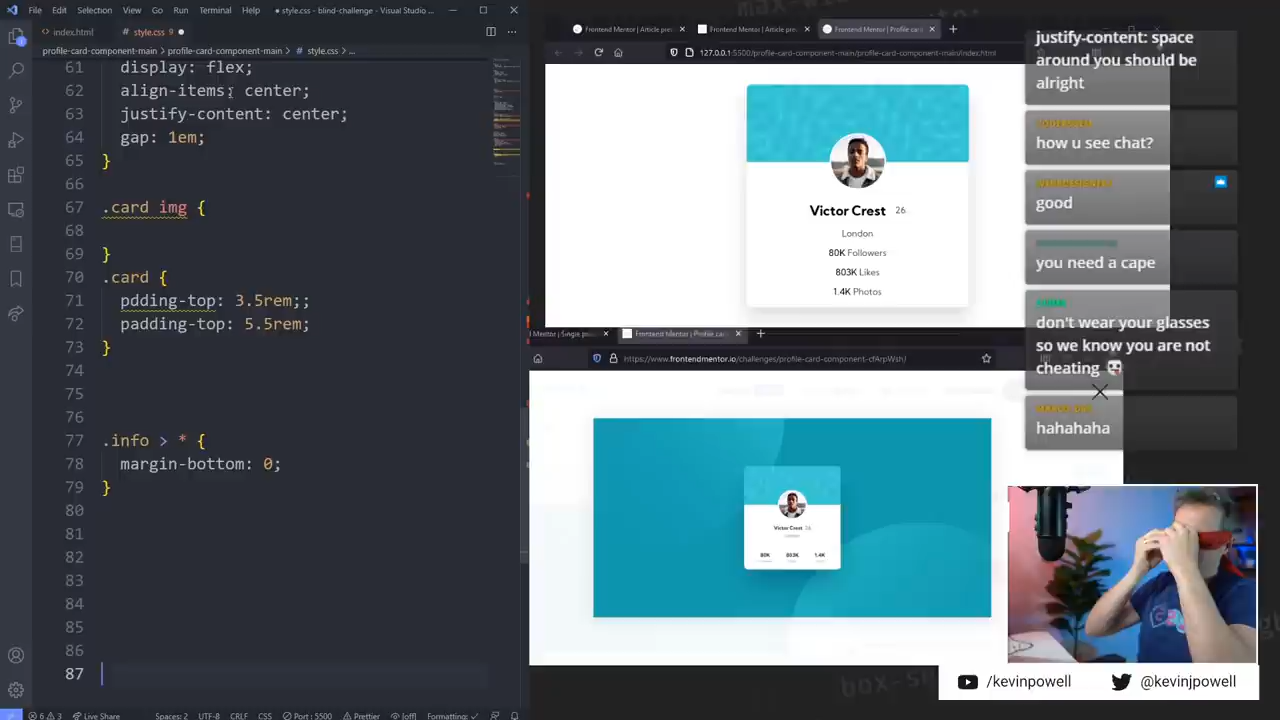 File Edit Selection View Go Run Terminal Help
style.css - blind-challenge - Visual Studio ...
index.html
style.css 9
profile-card-component-main > profile-card-component-main > style.css > ...
61 display: flex;
62 align-items: center;
63 justify-content: center;
64 gap: 1em;
65 }
66
67 .card img {
68
69 }
70 .card {
71 pdding-top: 3.5rem;;
72 padding-top: 5.5rem;
73 }
74
75
76
77 .info > * {
78 margin-bottom: 0;
79 }
80
81
82
83
84
85
86
87
6 3 Live Share Spaces: 2 UTF-8 CRLF CSS Port : 5500 Prettier [off] Formatting: ✓
Frontend Mentor | Article pre
Frontend Mentor | Article pre
Frontend Mentor | Profile car
127.0.0.1:5500/profile-card-component-main/index.html
Victor Crest 26
London
80K Followers
803K Likes
1.4K Photos
Frontend Mentor | Profile car
https://www.frontendmentor.io/challenges/profile-card-component-cfArpWshJ
Victor Crest 26
London
80K 803K 1.4K
justify-content: space
around you should be
alright
how u see chat?
good
you need a cape
don't wear your glasses
so we know you are not
cheating
hahahaha
/kevinpowell
@kevinjpowell